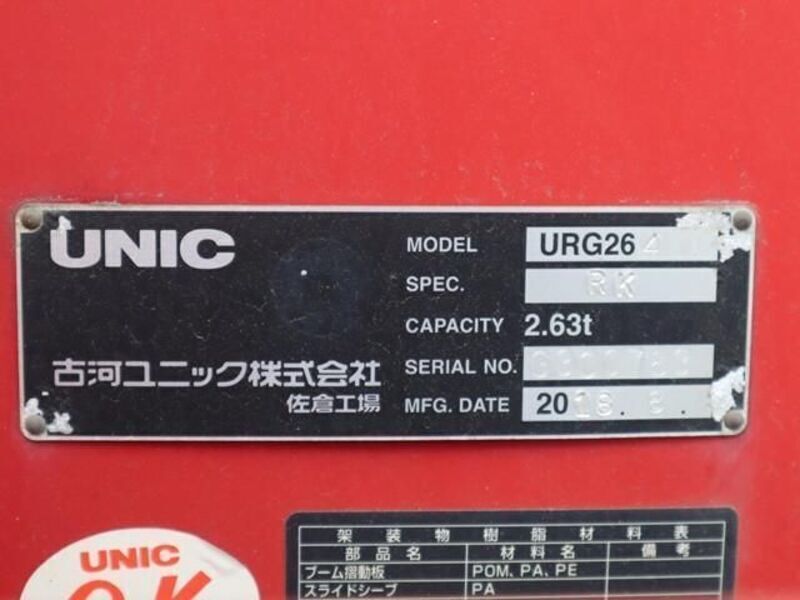 UNIC
MODEL URG264
SPEC. RK
CAPACITY 2.63t
SERIAL NO.
古河ユニック株式会社
佐倉工場
MFG. DATE 2018.
UNIC
架装物樹脂材料表
部品名 材料名 備考
ブーム摺動板 POM、PA、PE
スライドシーブ PA